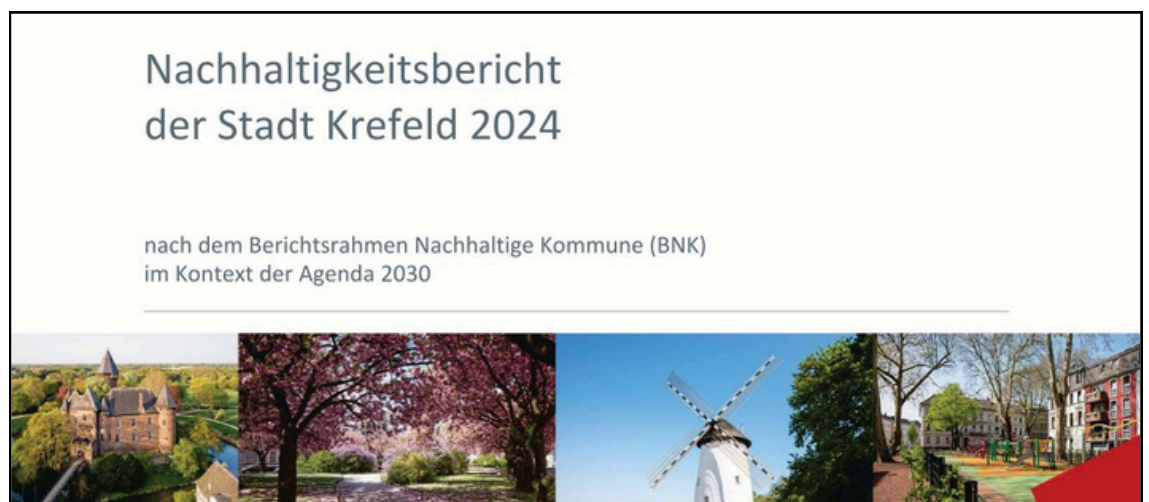 Nachhaltigkeitsbericht
der Stadt Krefeld 2024
nach dem Berichtsrahmen Nachhaltige Kommune (BNK)
im Kontext der Agenda 2030